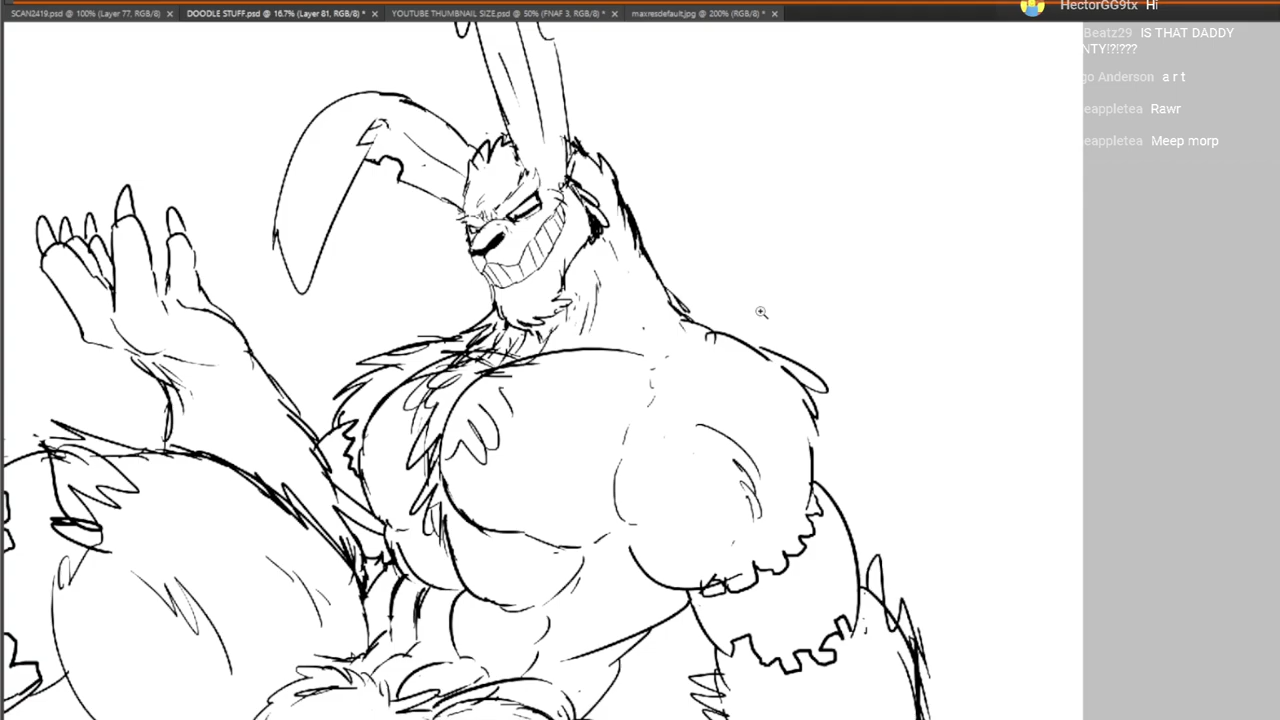 SCAN2419.psd @ 100% (Layer 77, RGB/8) ×
DOODLE STUFF.psd @ 16.7% (Layer 81, RGB/8) * ×
YOUTUBE THUMBNAIL SIZE.psd @ 50% (FNAF 3, RGB/8) * ×
maxresdefault.jpg @ 200% (RGB/8) * ×
HectorGG9tx Hi
Beatz29 IS THAT DADDY
NTY!?!????
go Anderson a r t
eappletea Rawr
eappletea Meep morp